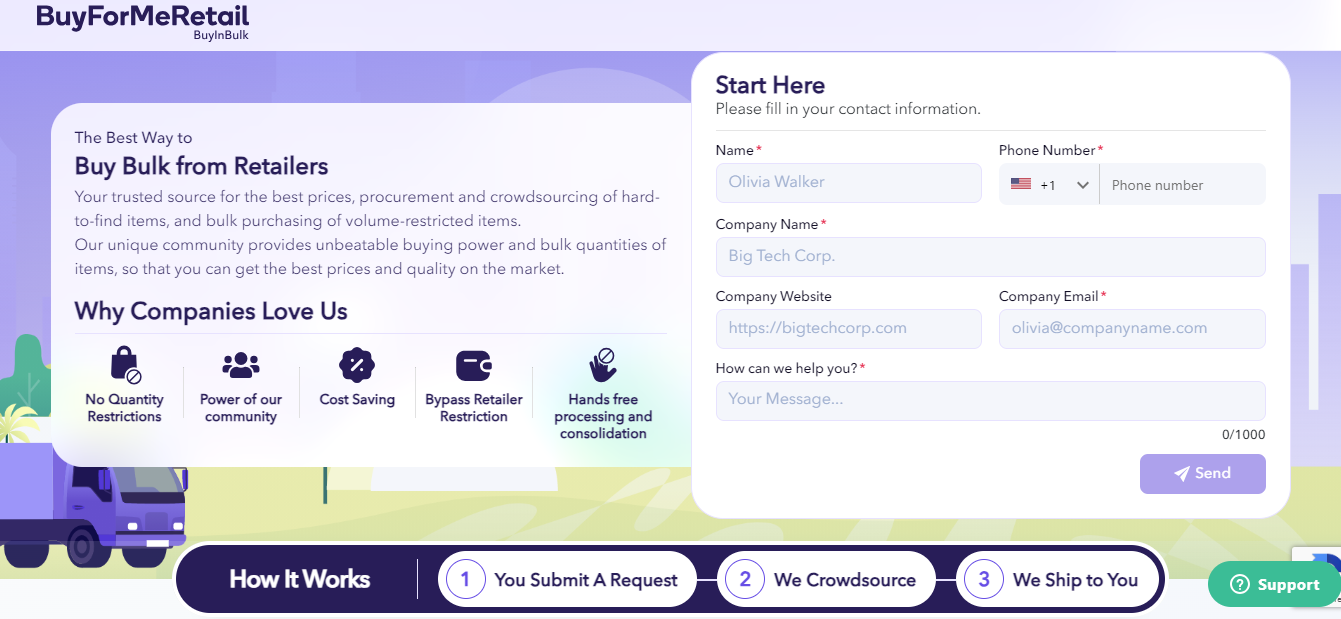 BuyForMeRetail
BuyInBulk
The Best Way to
Buy Bulk from Retailers
Your trusted source for the best prices, procurement and crowdsourcing of hard-
to-find items, and bulk purchasing of volume-restricted items.
Our unique community provides unbeatable buying power and bulk quantities of
items, so that you can get the best prices and quality on the market.
Why Companies Love Us
No Quantity
Restrictions
Power of our
community
Cost Saving
Bypass Retailer
Restriction
Hands free
processing and
consolidation
Start Here
Please fill in your contact information.
Name*
Olivia Walker
Phone Number*
+1
Phone number
Company Name*
Big Tech Corp.
Company Website
https://bigtechcorp.com
Company Email*
olivia@companyname.com
How can we help you?*
Your Message...
0/1000
Send
How It Works
1 You Submit A Request
2 We Crowdsource
3 We Ship to You
Support